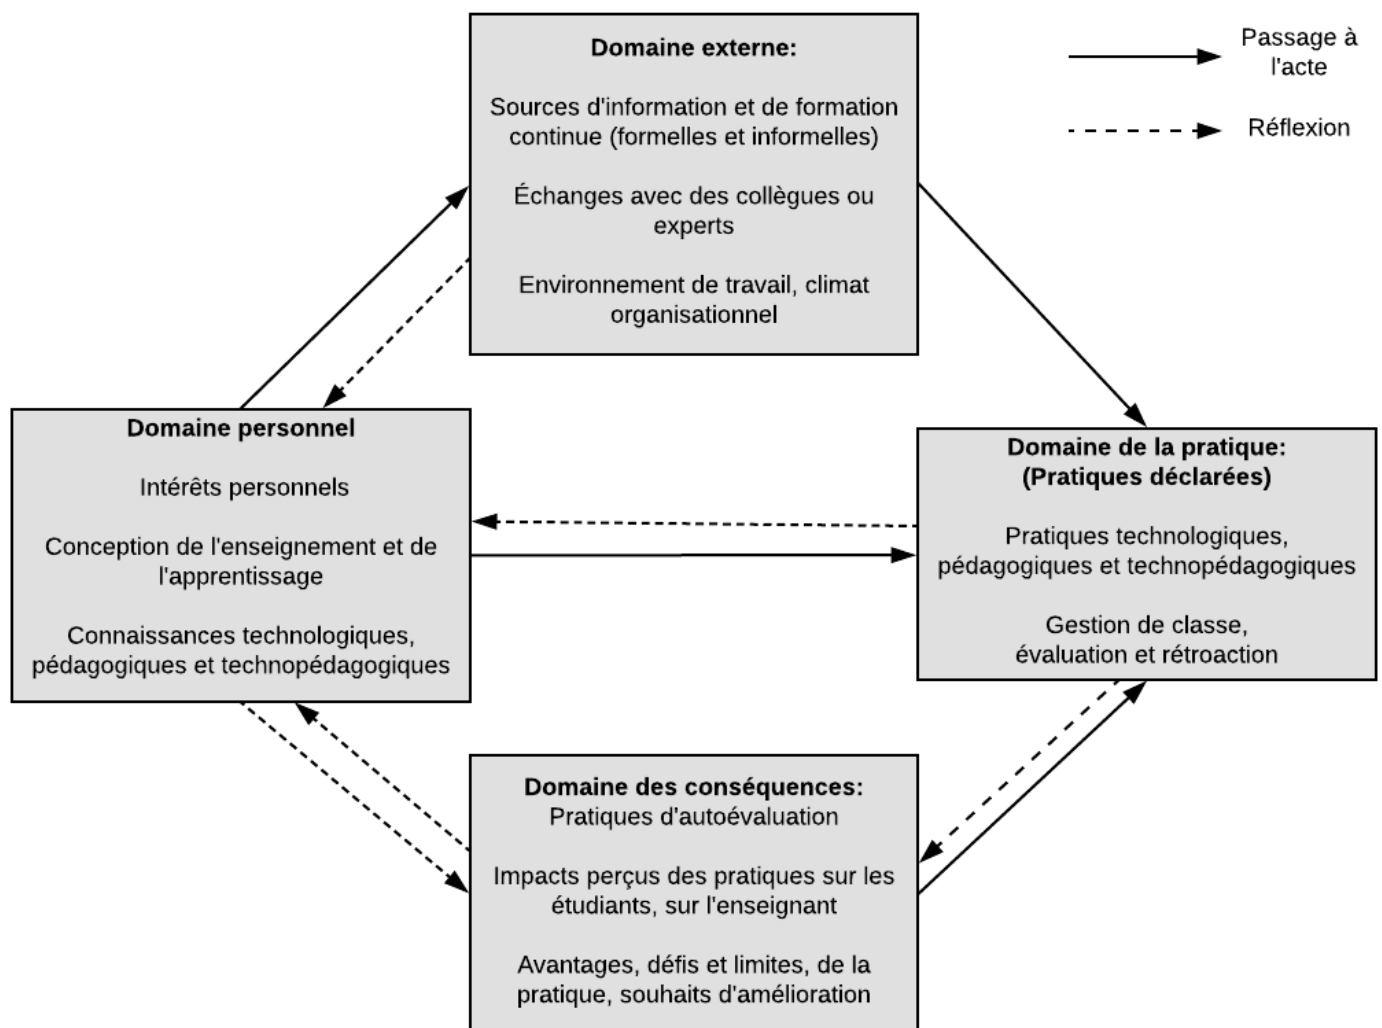 Domaine externe:
Sources d'information et de formation
continue (formelles et informelles)
Échanges avec des collègues ou
experts
Environnement de travail, climat
organisationnel
Passage à
l'acte
Réflexion
Domaine personnel
Intérêts personnels
Conception de l'enseignement et de
l'apprentissage
Connaissances technologiques,
pédagogiques et technopédagogiques
Domaine de la pratique:
(Pratiques déclarées)
Pratiques technologiques,
pédagogiques et technopédagogiques
Gestion de classe,
évaluation et rétroaction
Domaine des conséquences:
Pratiques d'autoévaluation
Impacts perçus des pratiques sur les
étudiants, sur l'enseignant
Avantages, défis et limites, de la
pratique, souhaits d'amélioration